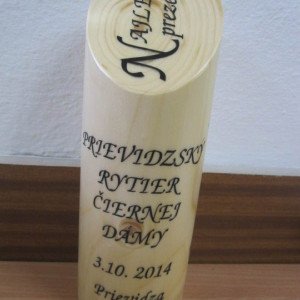 PRIEVIDZSKÝ
RYTIER
ČIERNEJ
DÁMY
3.10. 2014
Prievidza